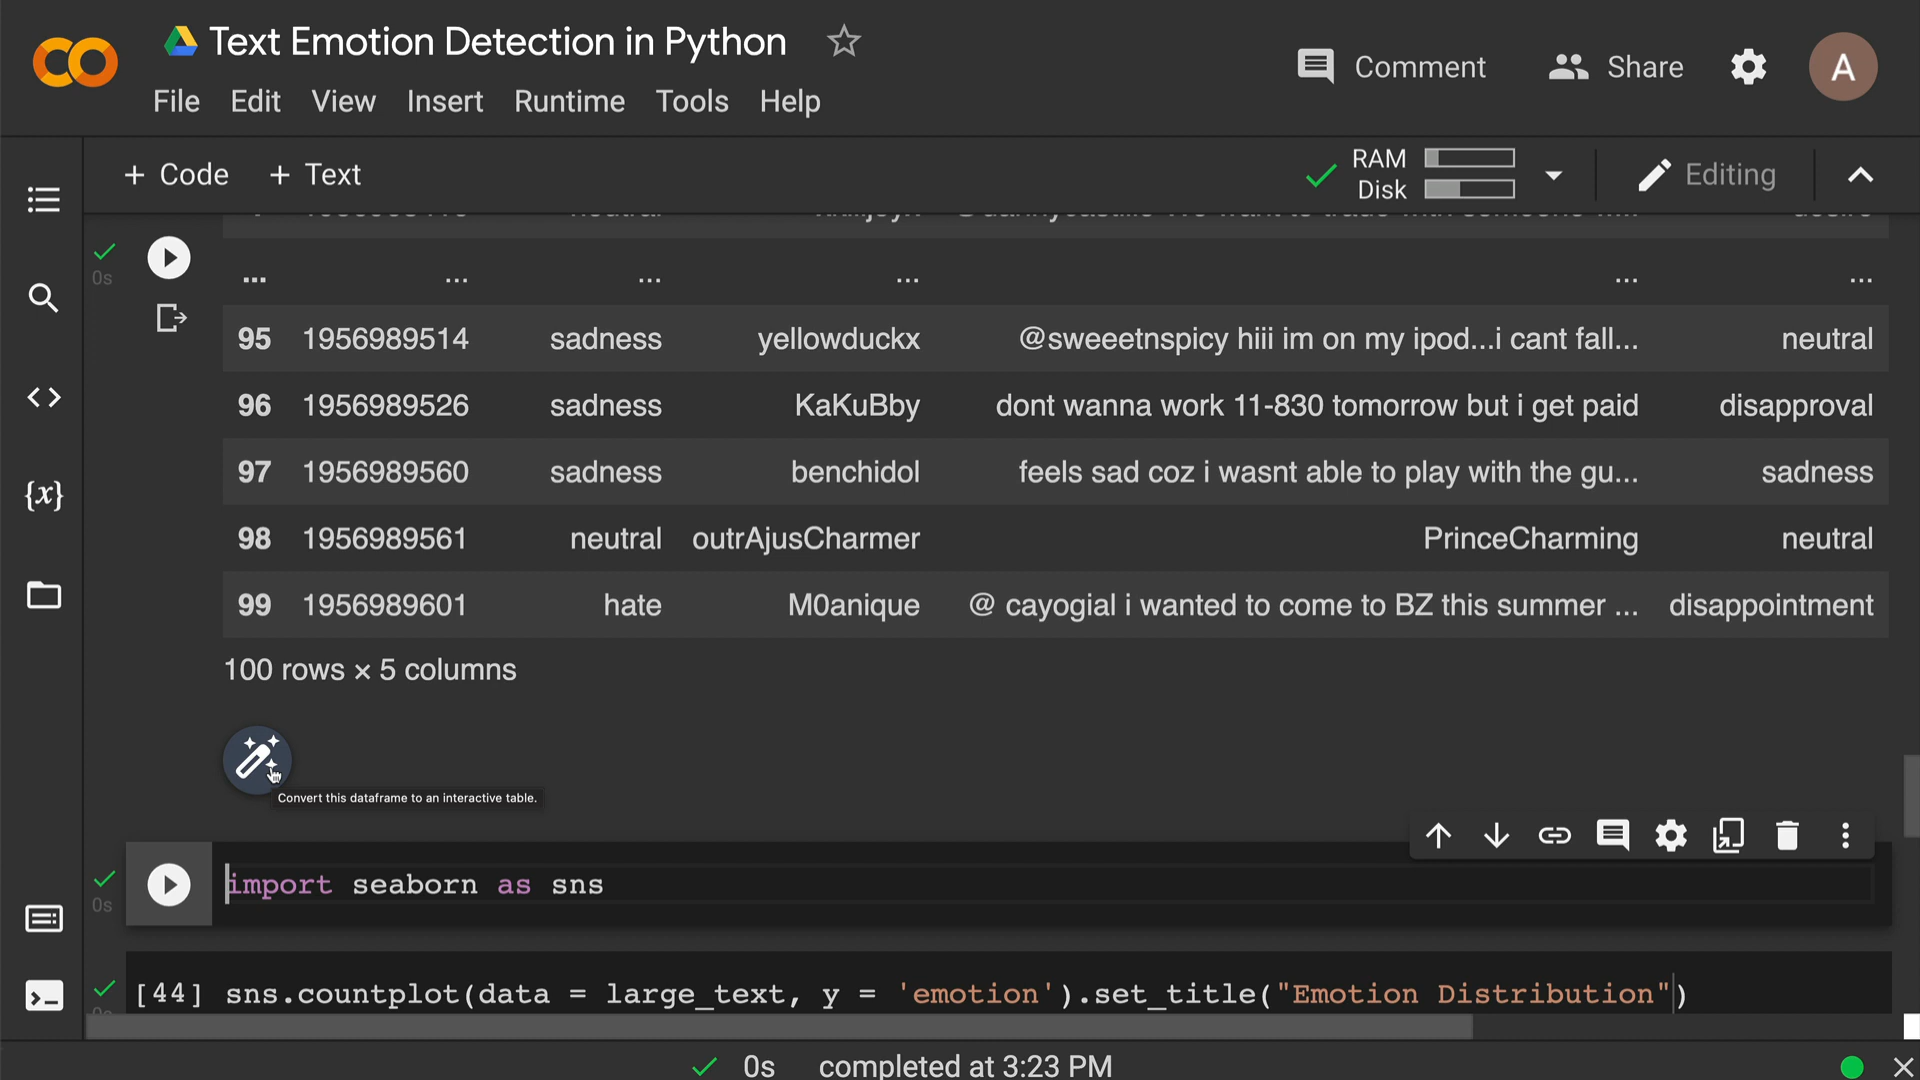 Text Emotion Detection in Python
Comment
Share
A
File Edit View Insert Runtime Tools Help
+ Code + Text
RAM
Disk
Editing
0s
... ... ... ... ... ...
95 1956989514 sadness yellowduckx @sweeetnspicy hiii im on my ipod...i cant fall... neutral
96 1956989526 sadness KaKuBby dont wanna work 11-830 tomorrow but i get paid disapproval
97 1956989560 sadness benchidol feels sad coz i wasnt able to play with the gu... sadness
98 1956989561 neutral outrAjusCharmer PrinceCharming neutral
99 1956989601 hate M0anique @ cayogial i wanted to come to BZ this summer ... disappointment
100 rows × 5 columns
Convert this dataframe to an interactive table.
import seaborn as sns
0s
[44] sns.countplot(data = large_text, y = 'emotion').set_title("Emotion Distribution")
0s completed at 3:23 PM